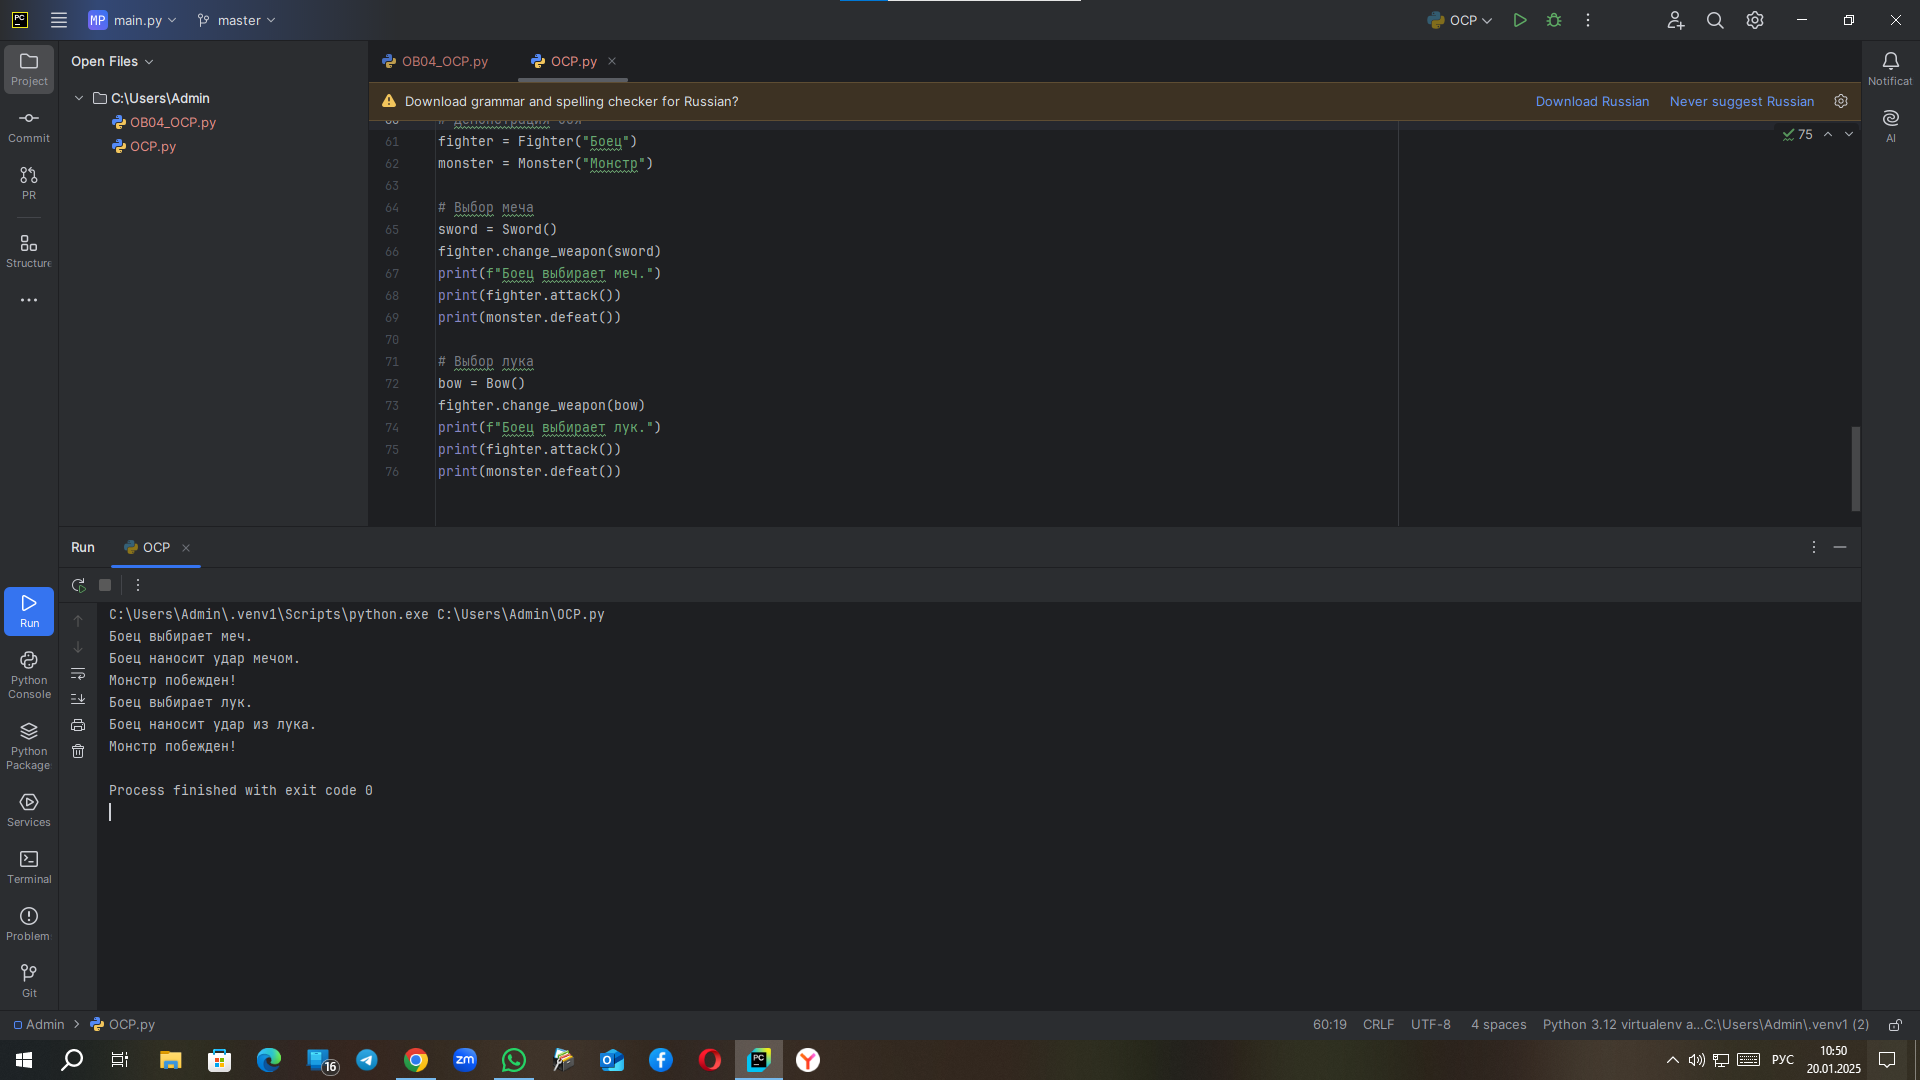 MP main.py
master
OCP
Project
Open Files
OB04_OCP.py
OCP.py
Notificat
Download grammar and spelling checker for Russian?
Download Russian
Never suggest Russian
C:\Users\Admin
OB04_OCP.py
OCP.py
Commit
PR
Structure
AI
75
60 # Демонстрация боя
61 fighter = Fighter("Боец")
62 monster = Monster("Монстр")
63
64 # Выбор меча
65 sword = Sword()
66 fighter.change_weapon(sword)
67 print(f"Боец выбирает меч.")
68 print(fighter.attack())
69 print(monster.defeat())
70
71 # Выбор лука
72 bow = Bow()
73 fighter.change_weapon(bow)
74 print(f"Боец выбирает лук.")
75 print(fighter.attack())
76 print(monster.defeat())
Run
OCP
C:\Users\Admin\.venv1\Scripts\python.exe C:\Users\Admin\OCP.py
Боец выбирает меч.
Боец наносит удар мечом.
Монстр побежден!
Боец выбирает лук.
Боец наносит удар из лука.
Монстр побежден!
Process finished with exit code 0
Run
Python
Console
Python
Package
Services
Terminal
Problem
Git
Admin
OCP.py
60:19
CRLF
UTF-8
4 spaces
Python 3.12 virtualenv a...C:\Users\Admin\.venv1 (2)
16
zm
PC
РУС
10:50
20.01.2025